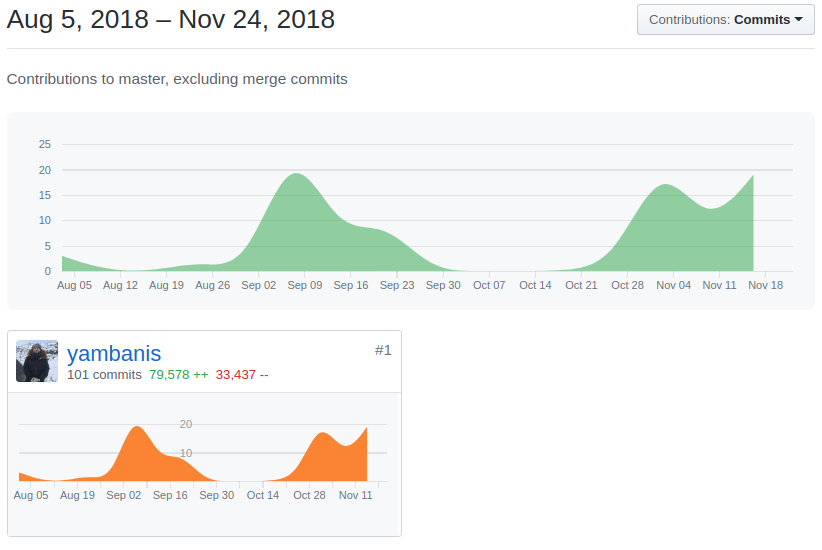 Aug 5, 2018 – Nov 24, 2018
Contributions: Commits
Contributions to master, excluding merge commits
25
20
15
10
5
0
Aug 05 Aug 12 Aug 19 Aug 26 Sep 02 Sep 09 Sep 16 Sep 23 Sep 30 Oct 07 Oct 14 Oct 21 Oct 28 Nov 04 Nov 11 Nov 18
yambanis
#1
101 commits 79,578 ++ 33,437 --
20
10
Aug 05 Aug 19 Sep 02 Sep 16 Sep 30 Oct 14 Oct 28 Nov 11